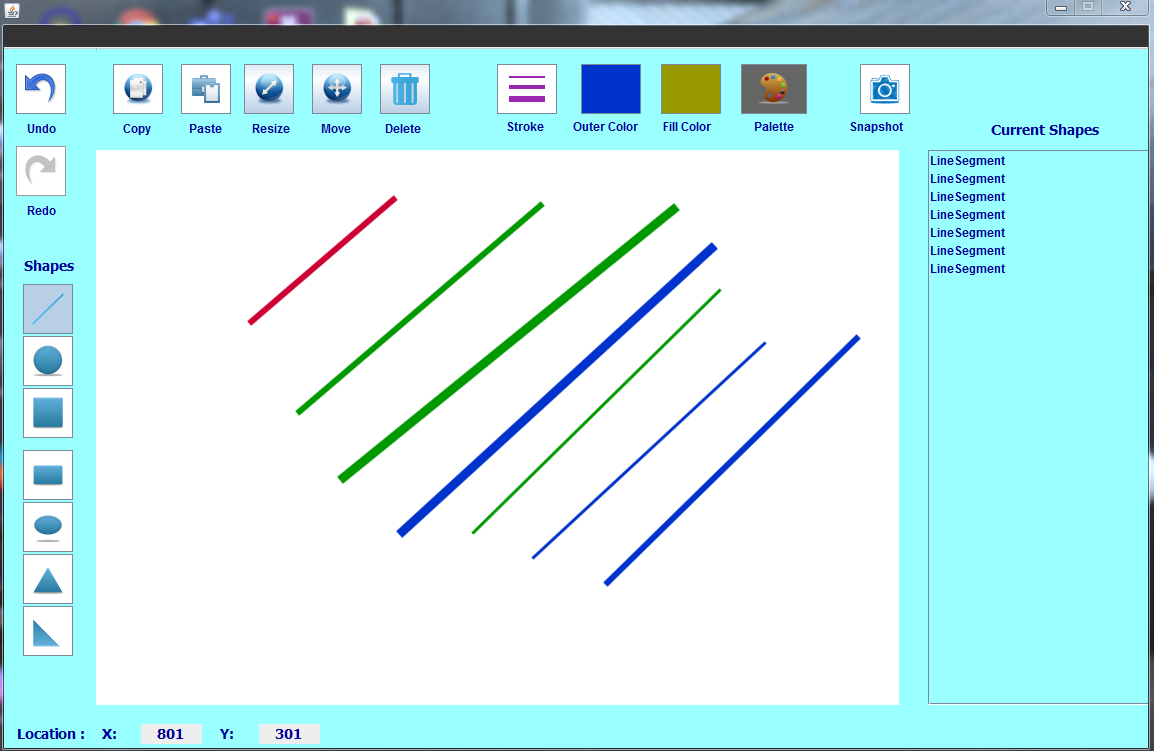 Undo
Copy
Paste
Resize
Move
Delete
Stroke
Outer Color
Fill Color
Palette
Snapshot
Current Shapes
Redo
Shapes
LineSegment
LineSegment
LineSegment
LineSegment
LineSegment
LineSegment
LineSegment
Location : X: 801 Y: 301